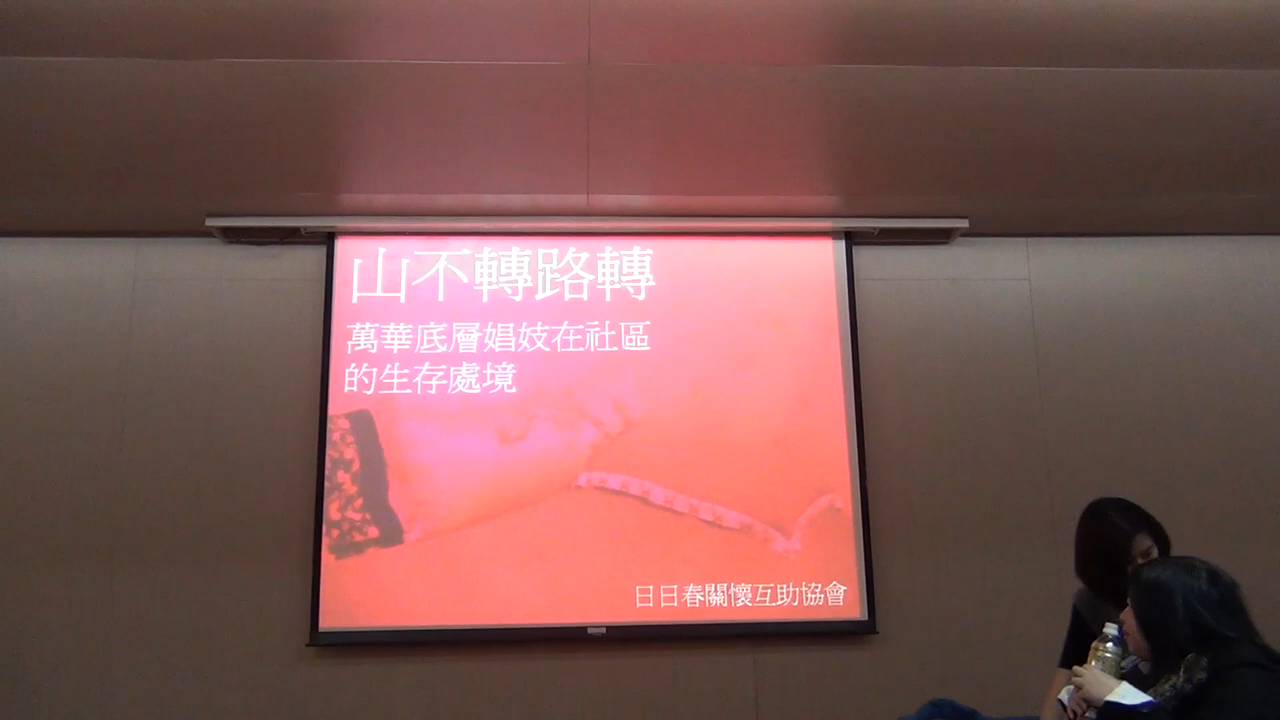 山不轉路轉
萬華底層娼妓在社區
的生存處境
日日春關懷互助協會